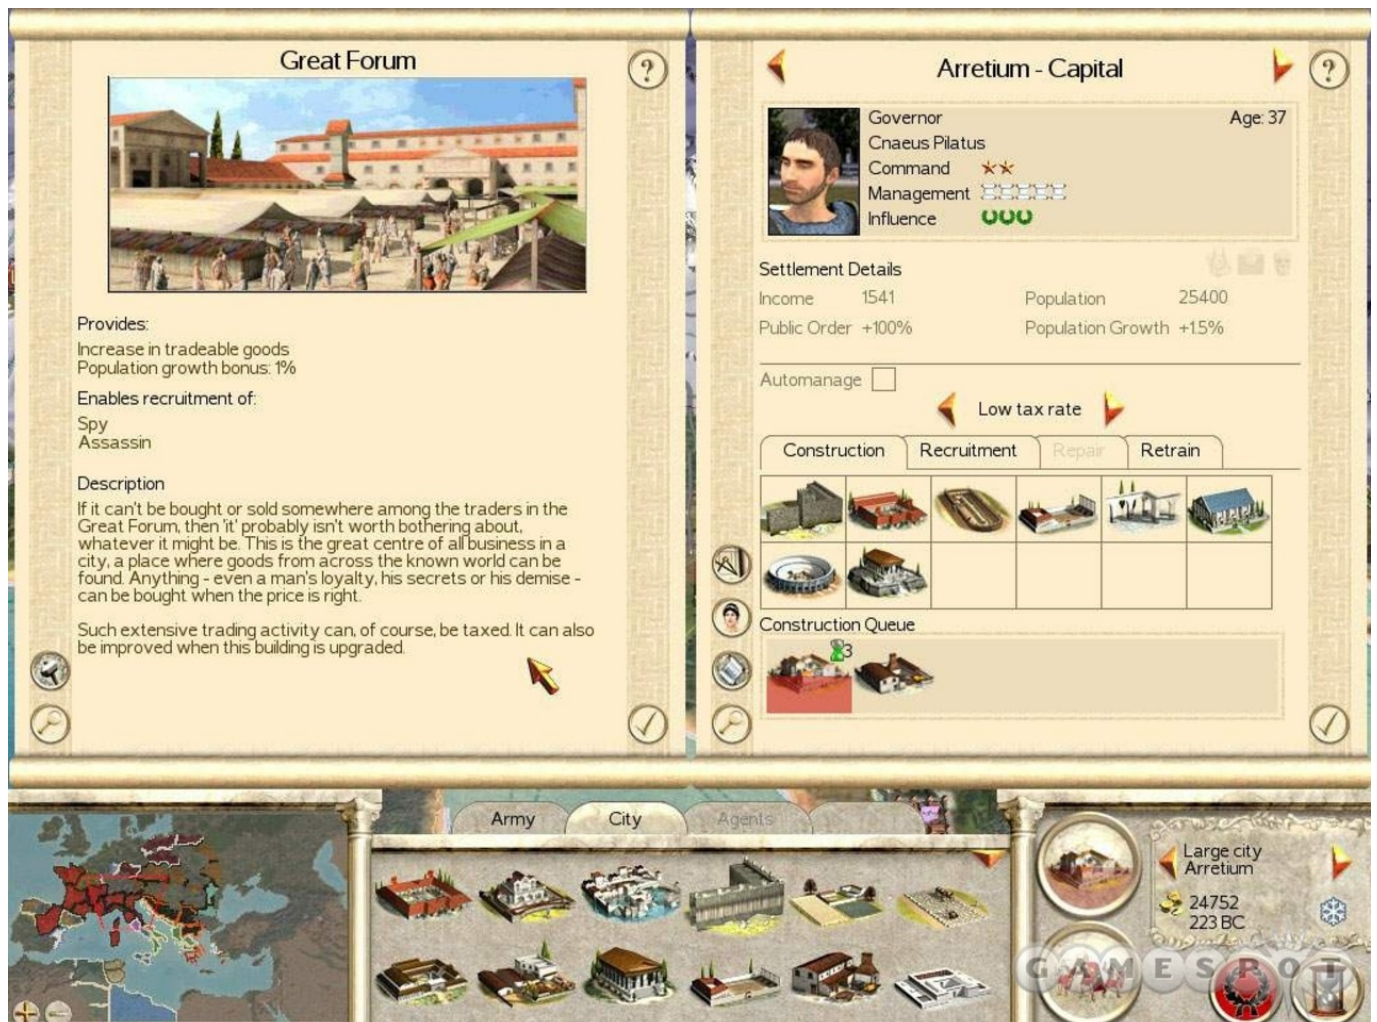 Great Forum
?
Provides:
Increase in tradeable goods
Population growth bonus: 1%
Enables recruitment of:
Spy
Assassin
Description
If it can't be bought or sold somewhere among the traders in the
Great Forum, then 'it' probably isn't worth bothering about,
whatever it might be. This is the great centre of all business in a
city, a place where goods from across the known world can be
found. Anything - even a man's loyalty, his secrets or his demise -
can be bought when the price is right.
Such extensive trading activity can, of course, be taxed. It can also
be improved when this building is upgraded.
Arretium - Capital
?
Governor
Age: 37
Cnaeus Pilatus
Command
Management
Influence
Settlement Details
Income 1541
Population 25400
Public Order +100%
Population Growth +1.5%
Automanage
Low tax rate
Construction
Recruitment
Repair
Retrain
Construction Queue
3
Army
City
Agents
Large city
Arretium
24752
223 BC
GAMESPOT